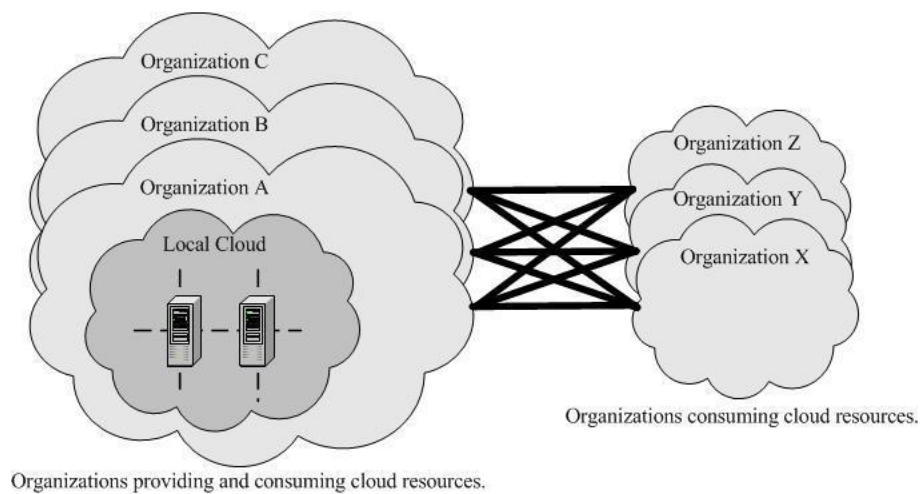 Organization C
Organization B
Organization A
Local Cloud
Organization Z
Organization Y
Organization X
Organizations consuming cloud resources.
Organizations providing and consuming cloud resources.